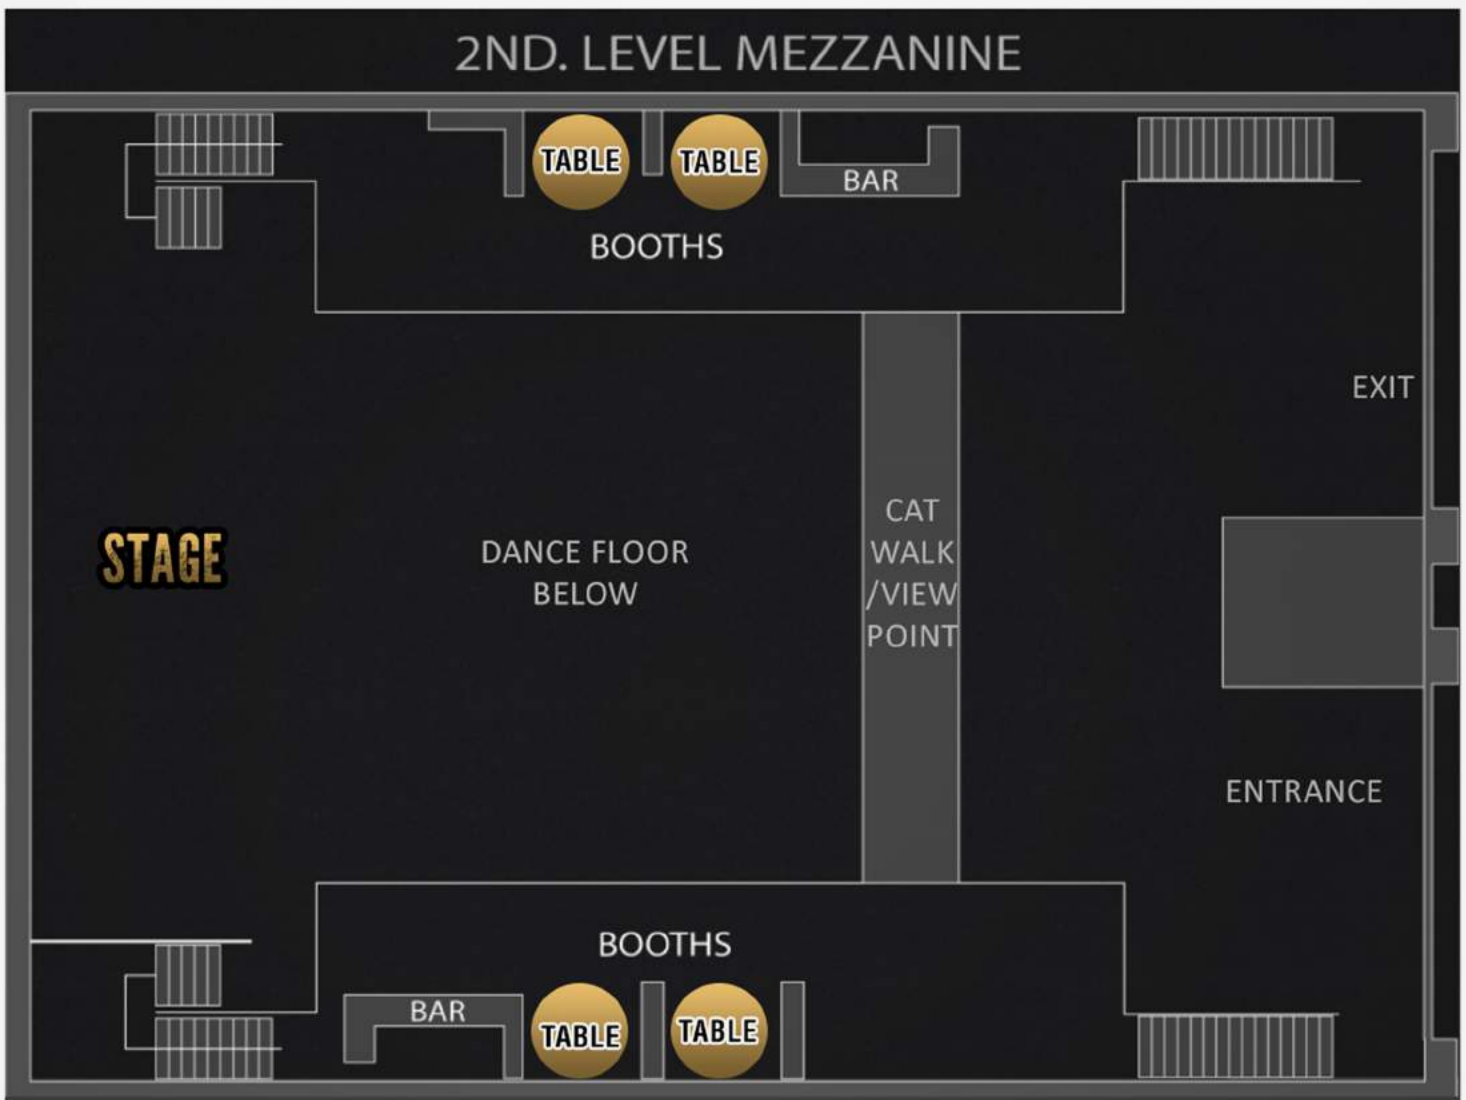 2ND. LEVEL MEZZANINE
TABLE
TABLE
BAR
BOOTHS
EXIT
STAGE
DANCE FLOOR
BELOW
CAT
WALK
/VIEW
POINT
ENTRANCE
BOOTHS
BAR
TABLE
TABLE